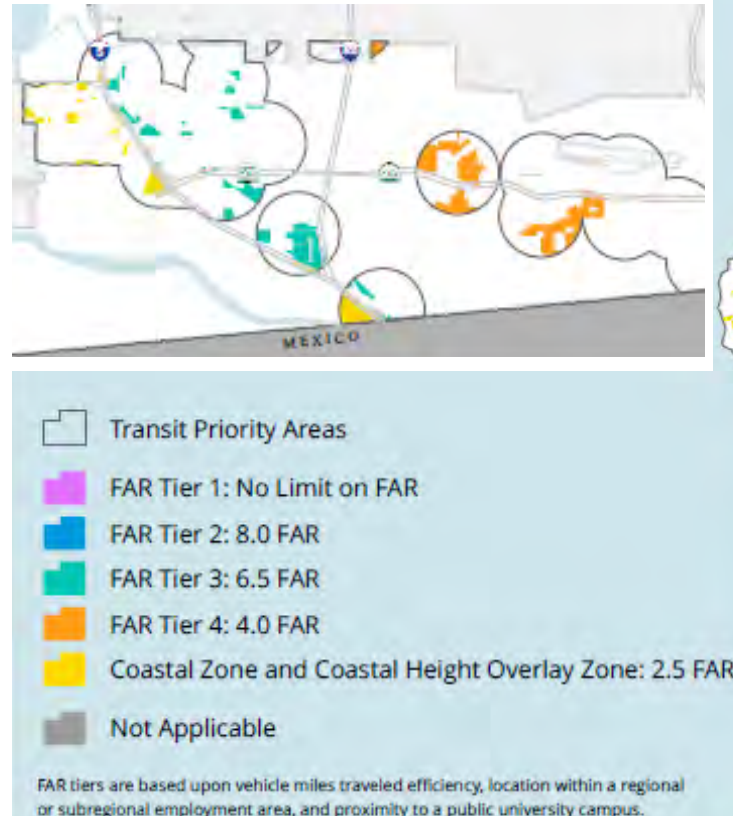 MEXICO
Transit Priority Areas
FAR Tier 1: No Limit on FAR
FAR Tier 2: 8.0 FAR
FAR Tier 3: 6.5 FAR
FAR Tier 4: 4.0 FAR
Coastal Zone and Coastal Height Overlay Zone: 2.5 FAR
Not Applicable
FAR tiers are based upon vehicle miles traveled efficiency, location within a regional
or subregional employment area, and proximity to a public university campus.